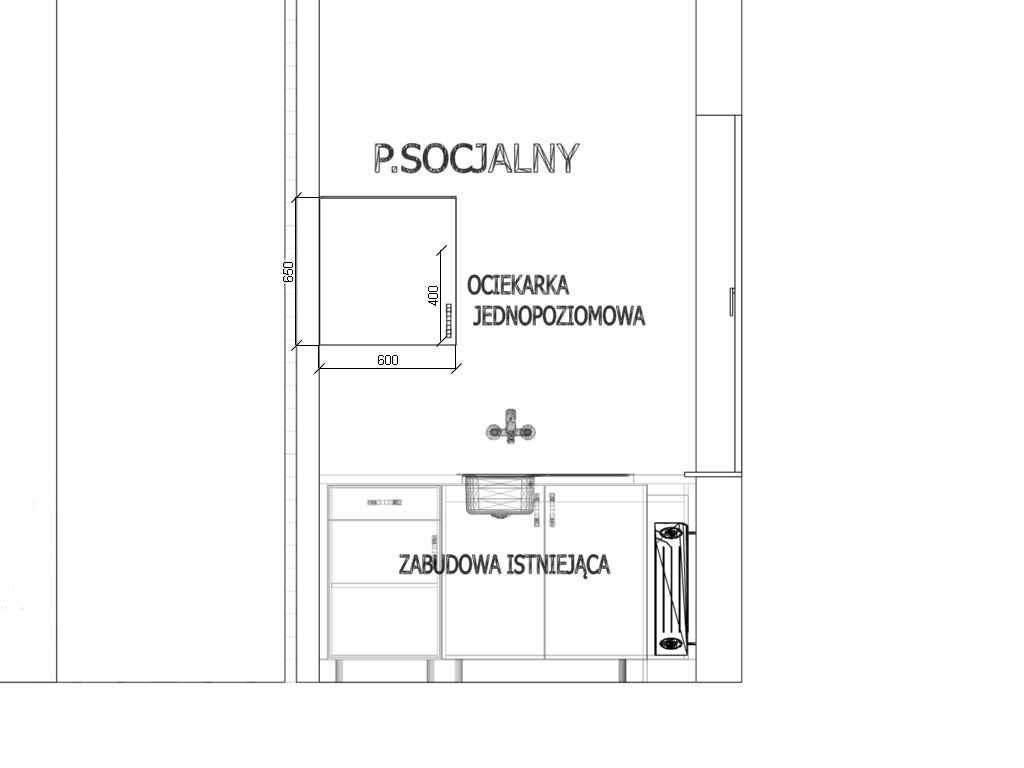 P.SOCJALNY
650
OCIEKARKA
400
JEDNOPOZIOMOWA
600
ZABUDOWA ISTNIEJĄCA